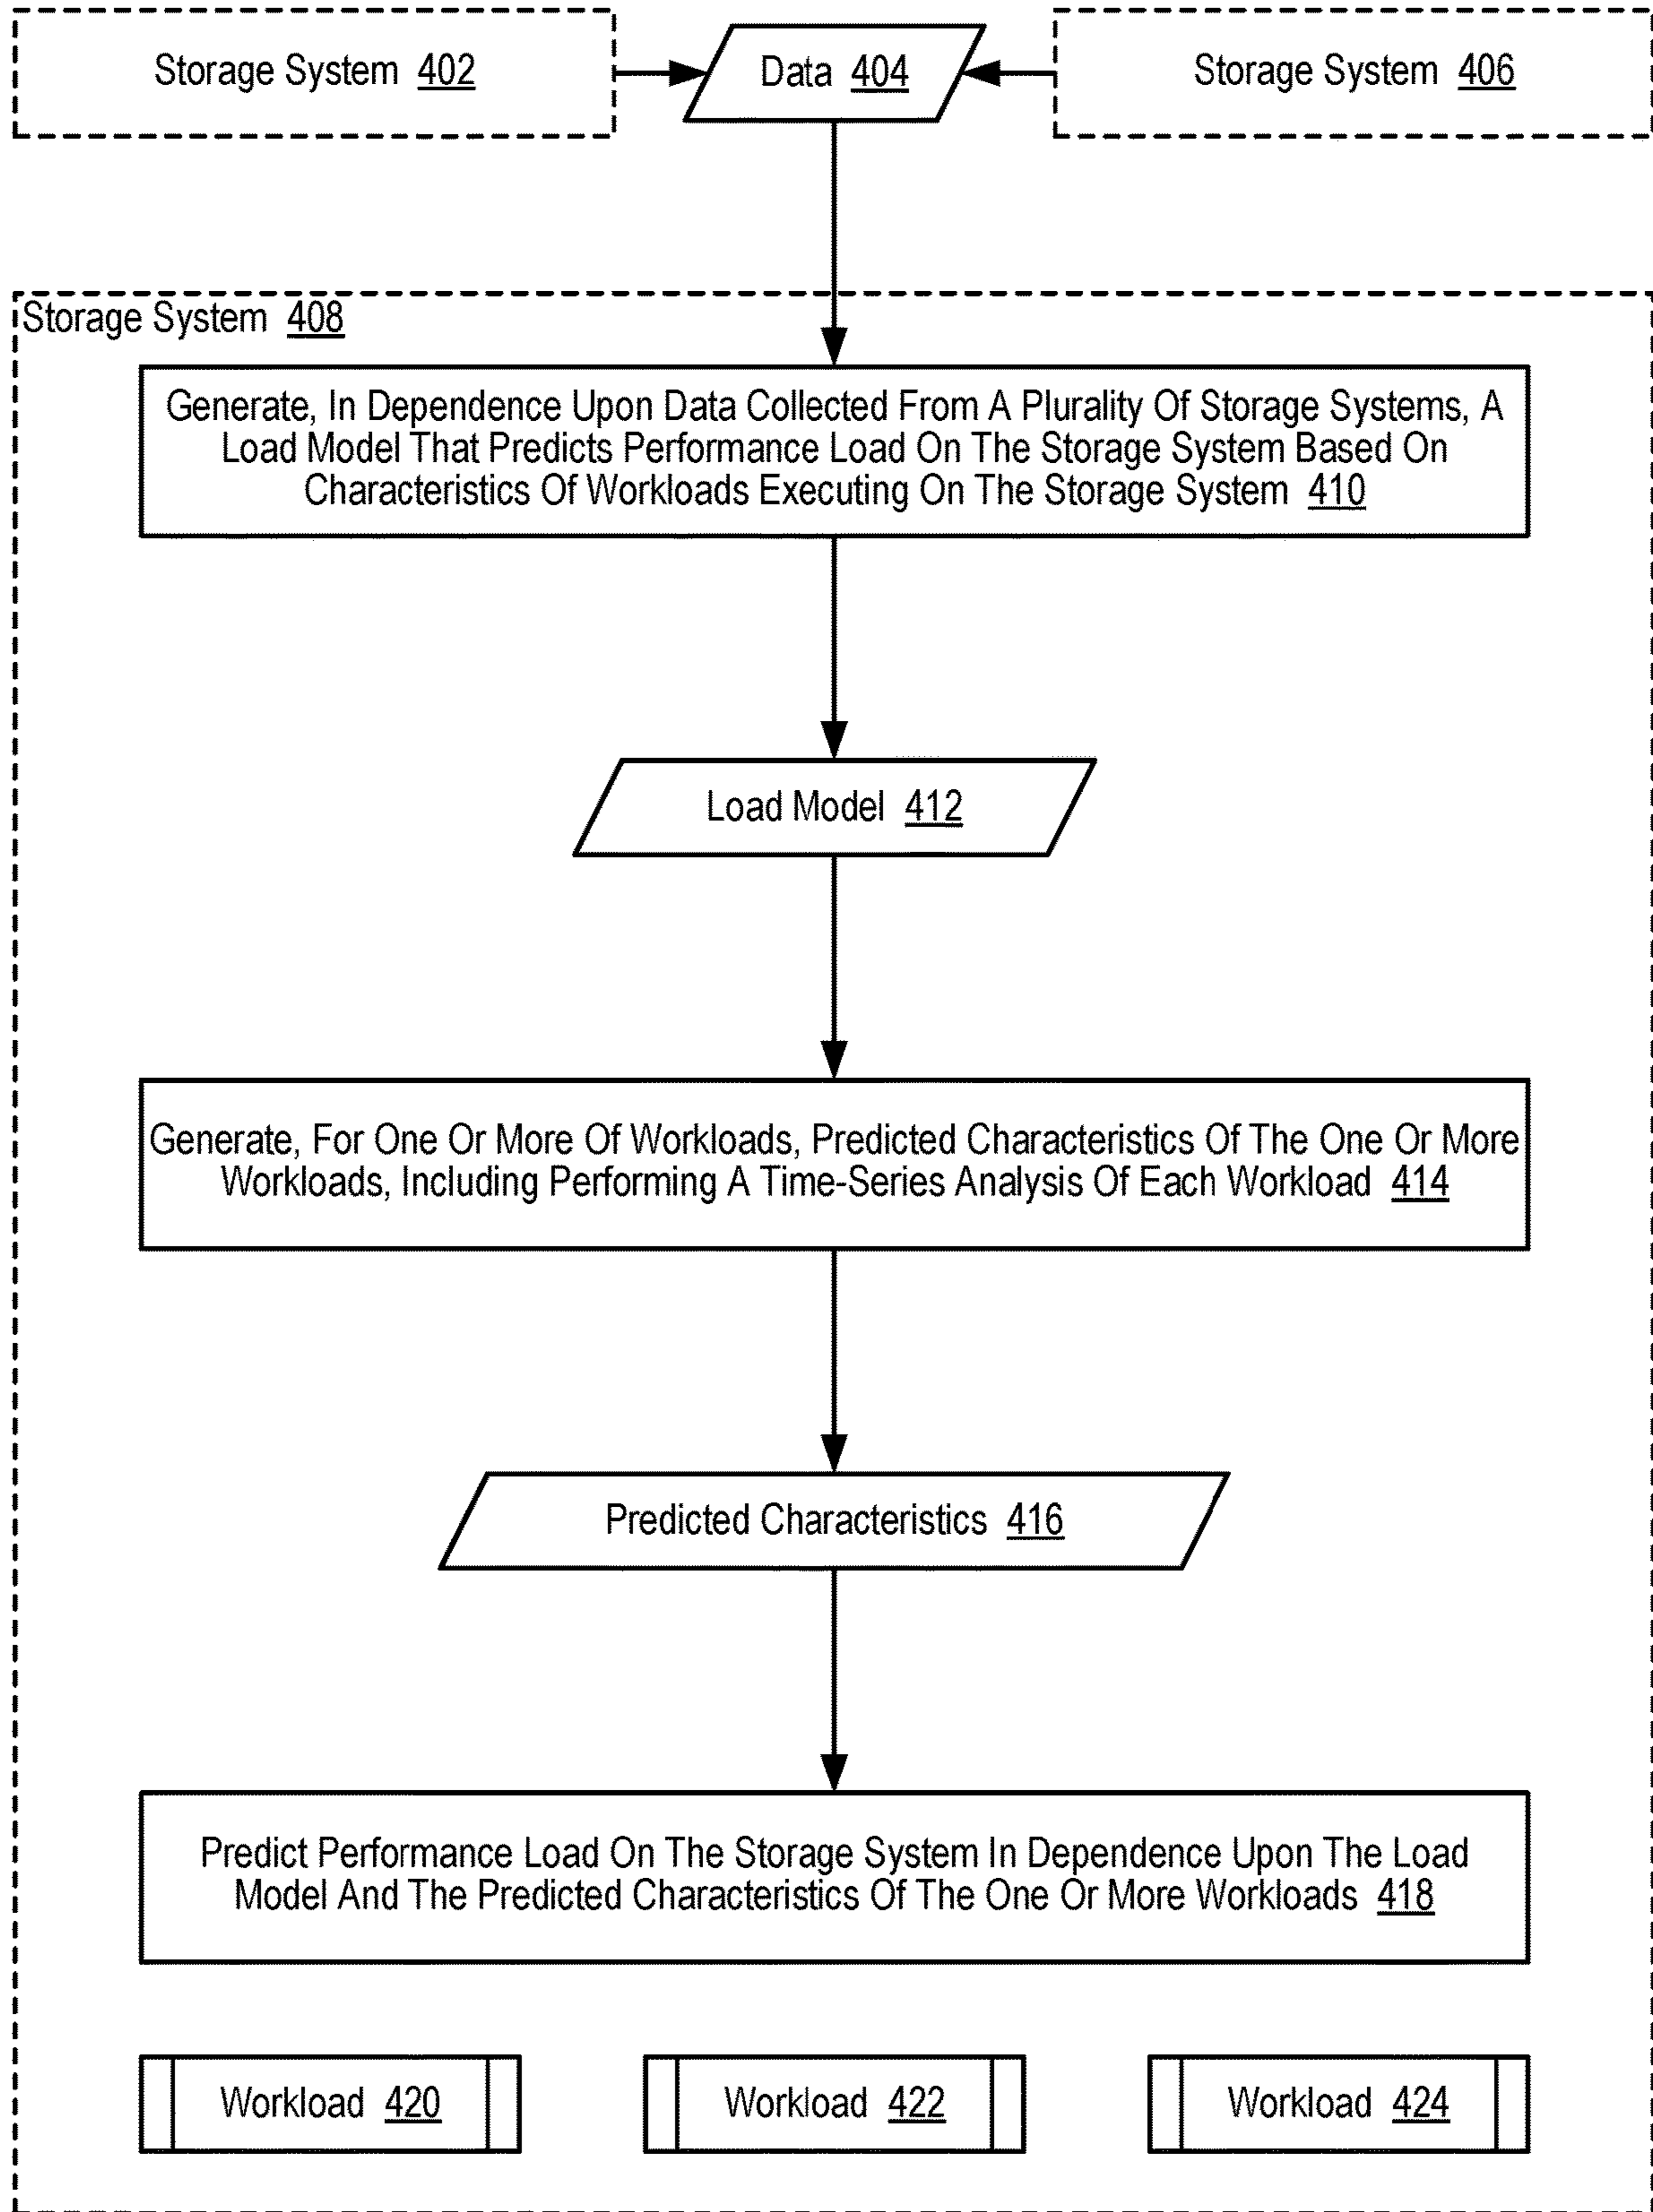 Storage System 402
Data 404
Storage System 406
Storage System 408
Generate, In Dependence Upon Data Collected From A Plurality Of Storage Systems, A
Load Model That Predicts Performance Load On The Storage System Based On
Characteristics Of Workloads Executing On The Storage System 410
Load Model 412
Generate, For One Or More Of Workloads, Predicted Characteristics Of The One Or More
Workloads, Including Performing A Time-Series Analysis Of Each Workload 414
Predicted Characteristics 416
Predict Performance Load On The Storage System In Dependence Upon The Load
Model And The Predicted Characteristics Of The One Or More Workloads 418
Workload 420
Workload 422
Workload 424